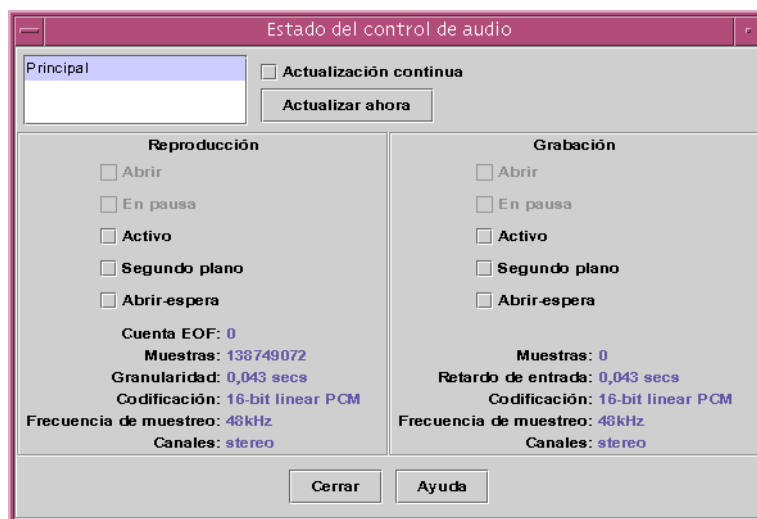 Estado del control de audio
Principal
Actualización continua
Actualizar ahora
Reproducción
Abrir
En pausa
Activo
Segundo plano
Abrir-espera
Cuenta EOF: 0
Muestras: 138749072
Granularidad: 0,043 secs
Codificación: 16-bit linear PCM
Frecuencia de muestreo: 48kHz
Canales: stereo
Grabación
Abrir
En pausa
Activo
Segundo plano
Abrir-espera
Muestras: 0
Retardo de entrada: 0,043 secs
Codificación: 16-bit linear PCM
Frecuencia de muestreo: 48kHz
Canales: stereo
Cerrar
Ayuda